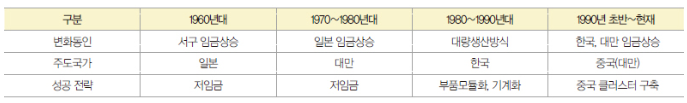 구분 1960년대 1970~1980년대 1980~1990년대 1990년 초반~현재
변화동인 서구 임금상승 일본 임금상승 대량생산방식 한국, 대만 임금상승
주도국가 일본 대만 한국 중국(대만)
성공 전략 저임금 저임금 부품모듈화, 기계화 중국 클러스터 구축